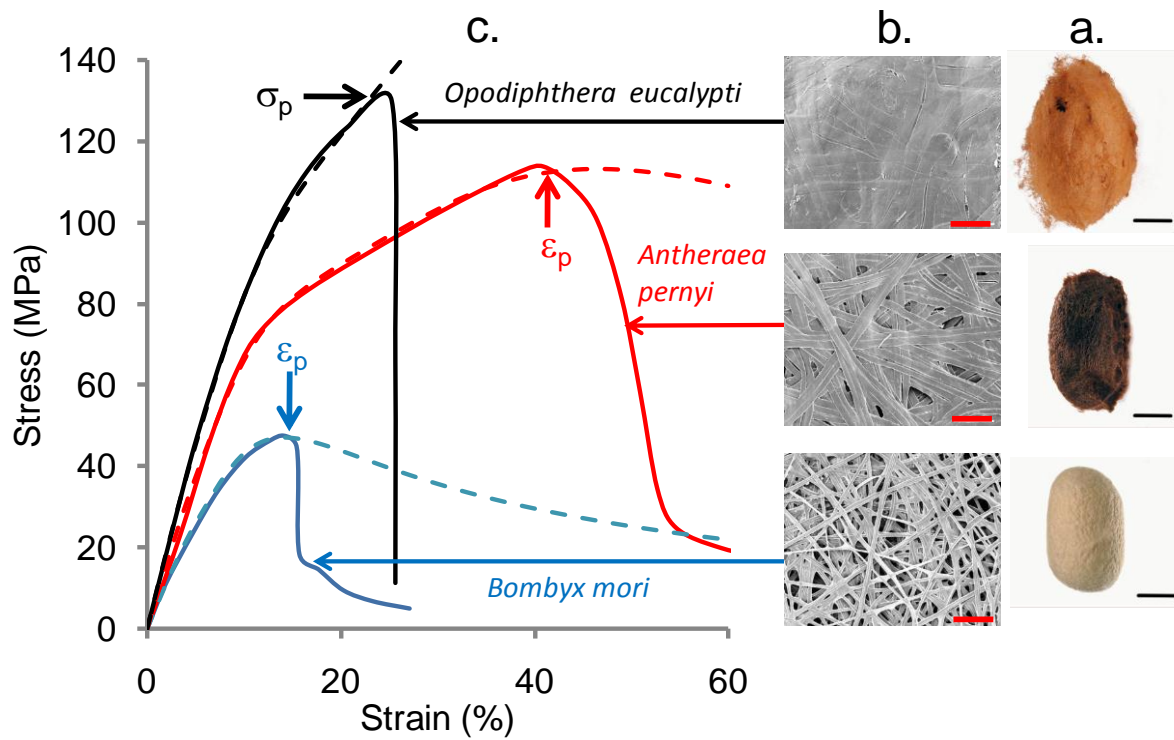 c.
b.
a.
140
120
100
80
60
40
20
0
Stress (MPa)
σp
Opodiphthera eucalypti
εp
Antheraea
pernyi
εp
Bombyx mori
0
20
40
60
Strain (%)